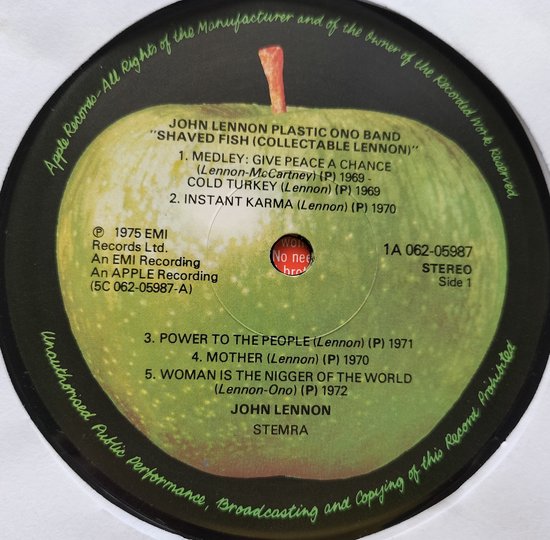 Apple Records-All Rights of the Manufacturer and of the Owner of the Recorded Work Reserved
JOHN LENNON PLASTIC ONO BAND
"SHAVED FISH (COLLECTABLE LENNON)"
1. MEDLEY: GIVE PEACE A CHANCE
(Lennon-McCartney) (P) 1969 -
COLD TURKEY (Lennon) (P) 1969
2. INSTANT KARMA (Lennon) (P) 1970
℗ 1975 EMI
Records Ltd.
An EMI Recording
An APPLE Recording
(5C 062-05987-A)
No nee
1A 062-05987
STEREO
Side 1
3. POWER TO THE PEOPLE (Lennon) (P) 1971
4. MOTHER (Lennon) (P) 1970
5. WOMAN IS THE NIGGER OF THE WORLD
(Lennon-Ono) (P) 1972
JOHN LENNON
STEMRA
Unauthorised Public Performance, Broadcasting and Copying of this Record Prohibited